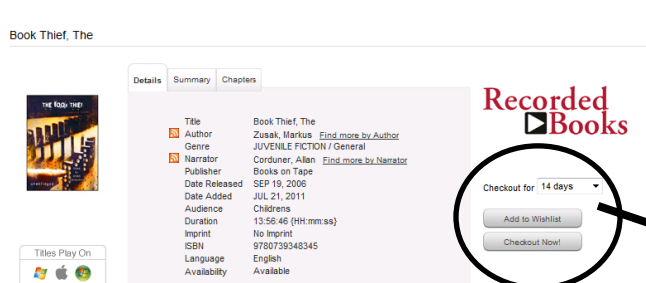 Book Thief, The
Details Summary Chapters
THE BOOK THIEF
Title Book Thief, The
Author Zusak, Markus Find more by Author
Genre JUVENILE FICTION / General
Narrator Corduner, Allan Find more by Narrator
Publisher Books on Tape
Date Released SEP 19, 2006
Date Added JUL 21, 2011
Audience Childrens
Duration 13:56:46 {HH:mm:ss}
Imprint No Imprint
ISBN 9780739348345
Language English
Availability Available
Titles Play On
Recorded
Books
Checkout for 14 days
Add to Wishlist
Checkout Now!